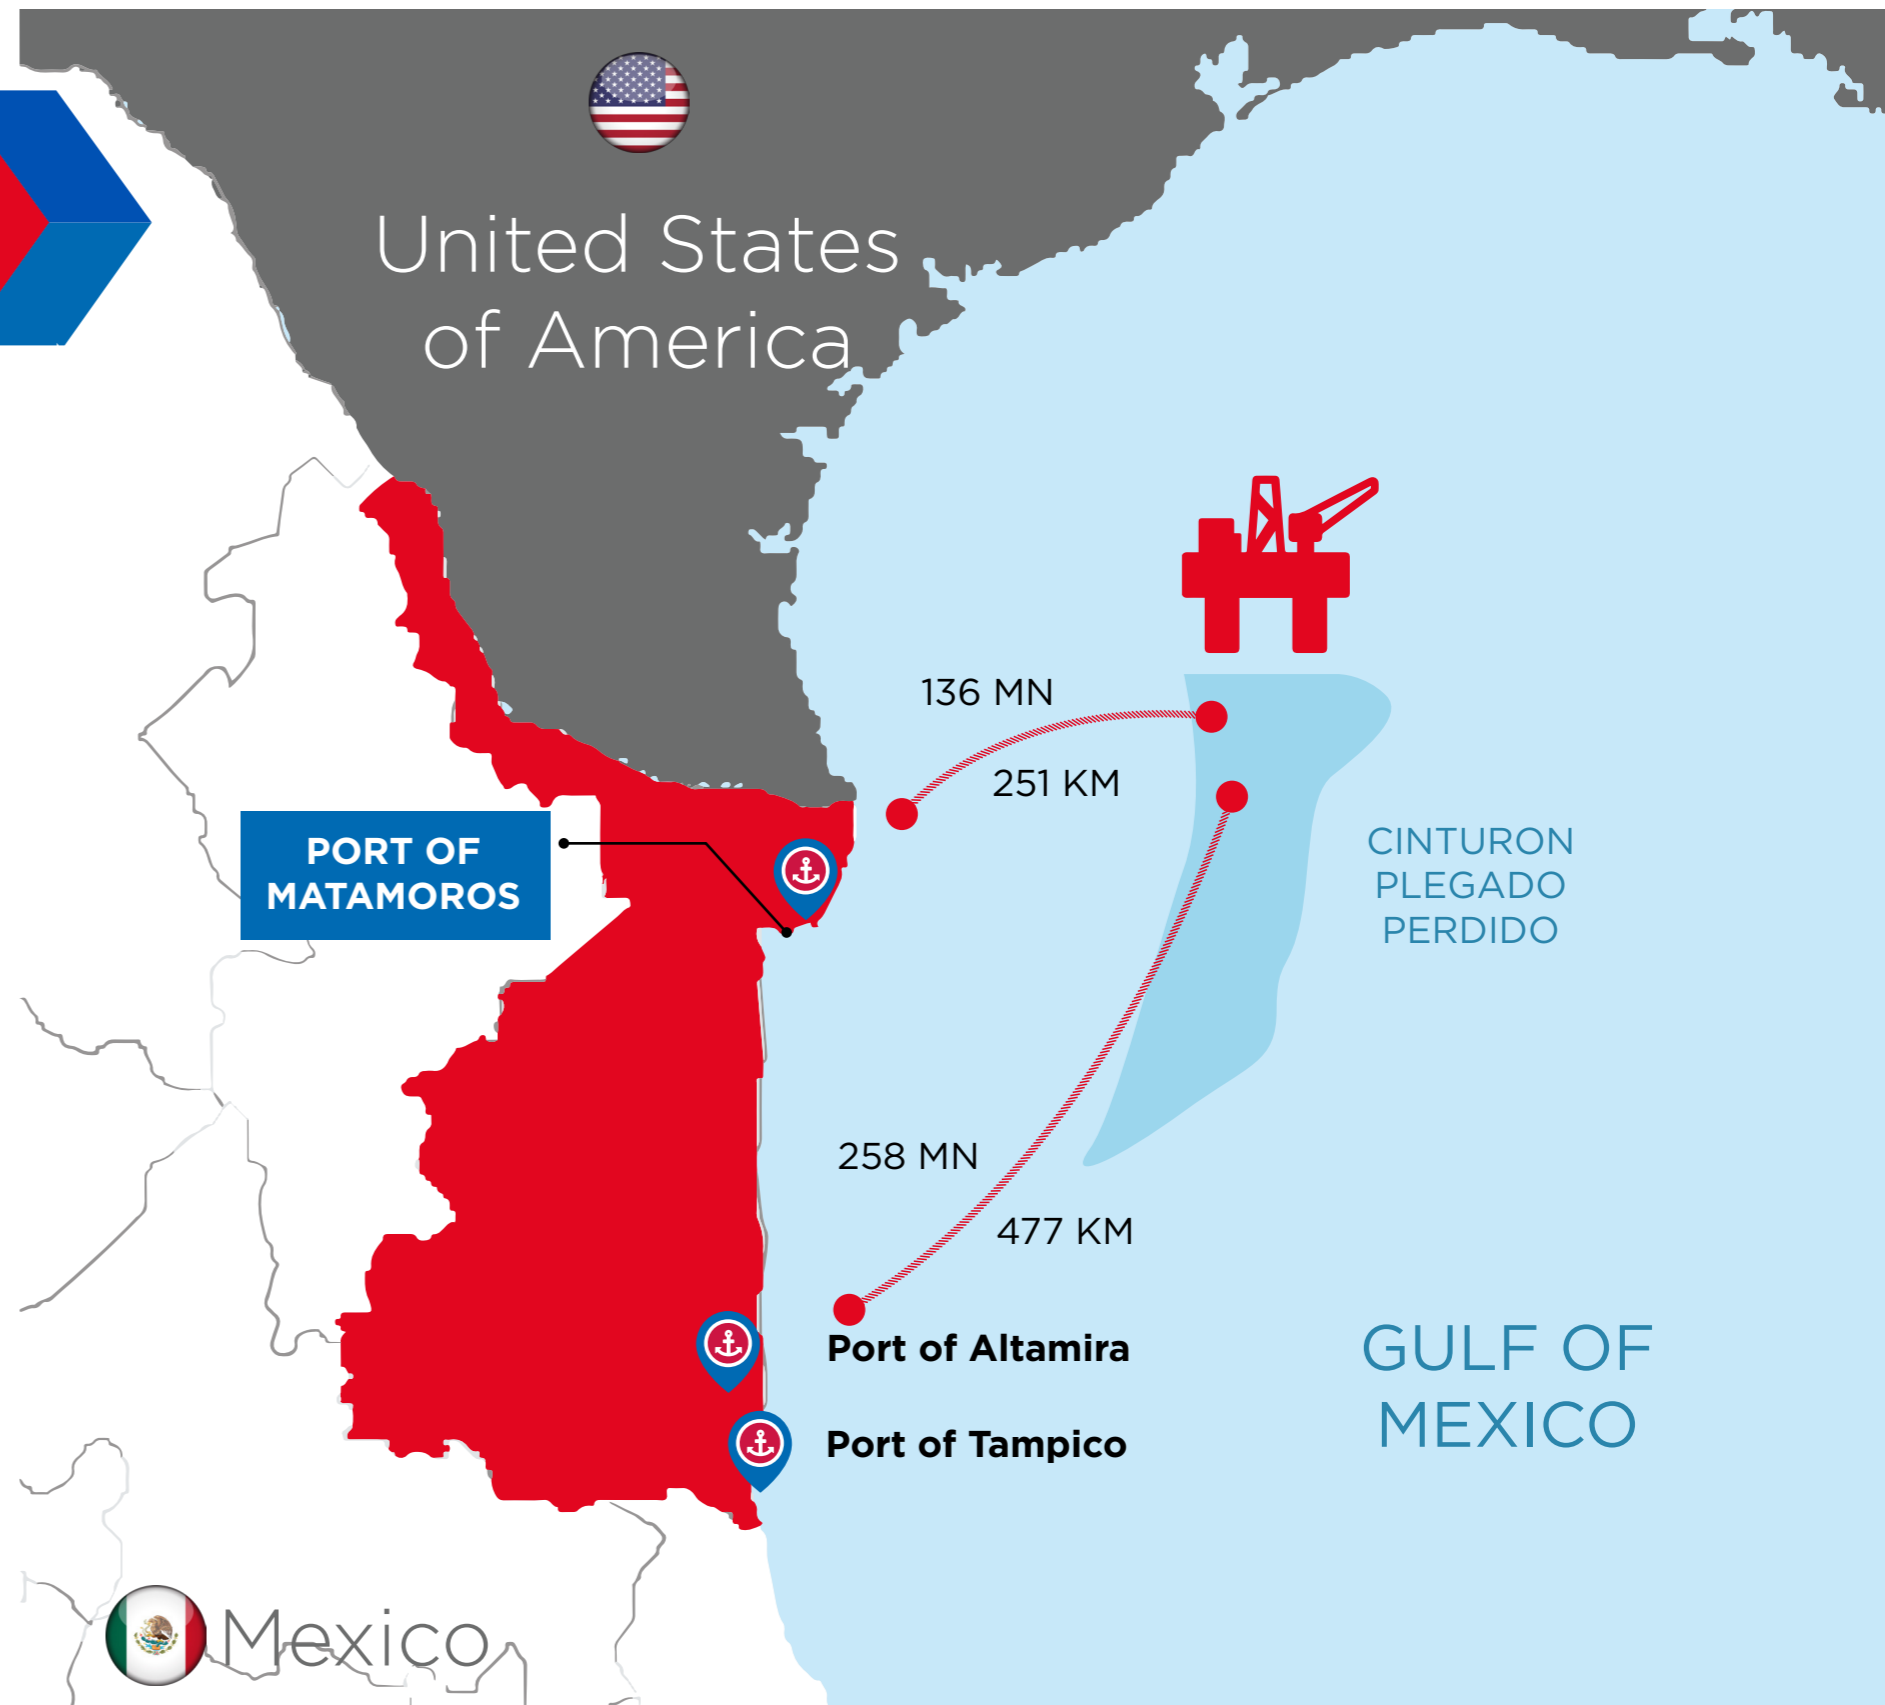 United States
of America
136 MN
251 KM
PORT OF
MATAMOROS
CINTURON
PLEGADO
PERDIDO
258 MN
477 KM
Port of Altamira
Port of Tampico
GULF OF
MEXICO
Mexico